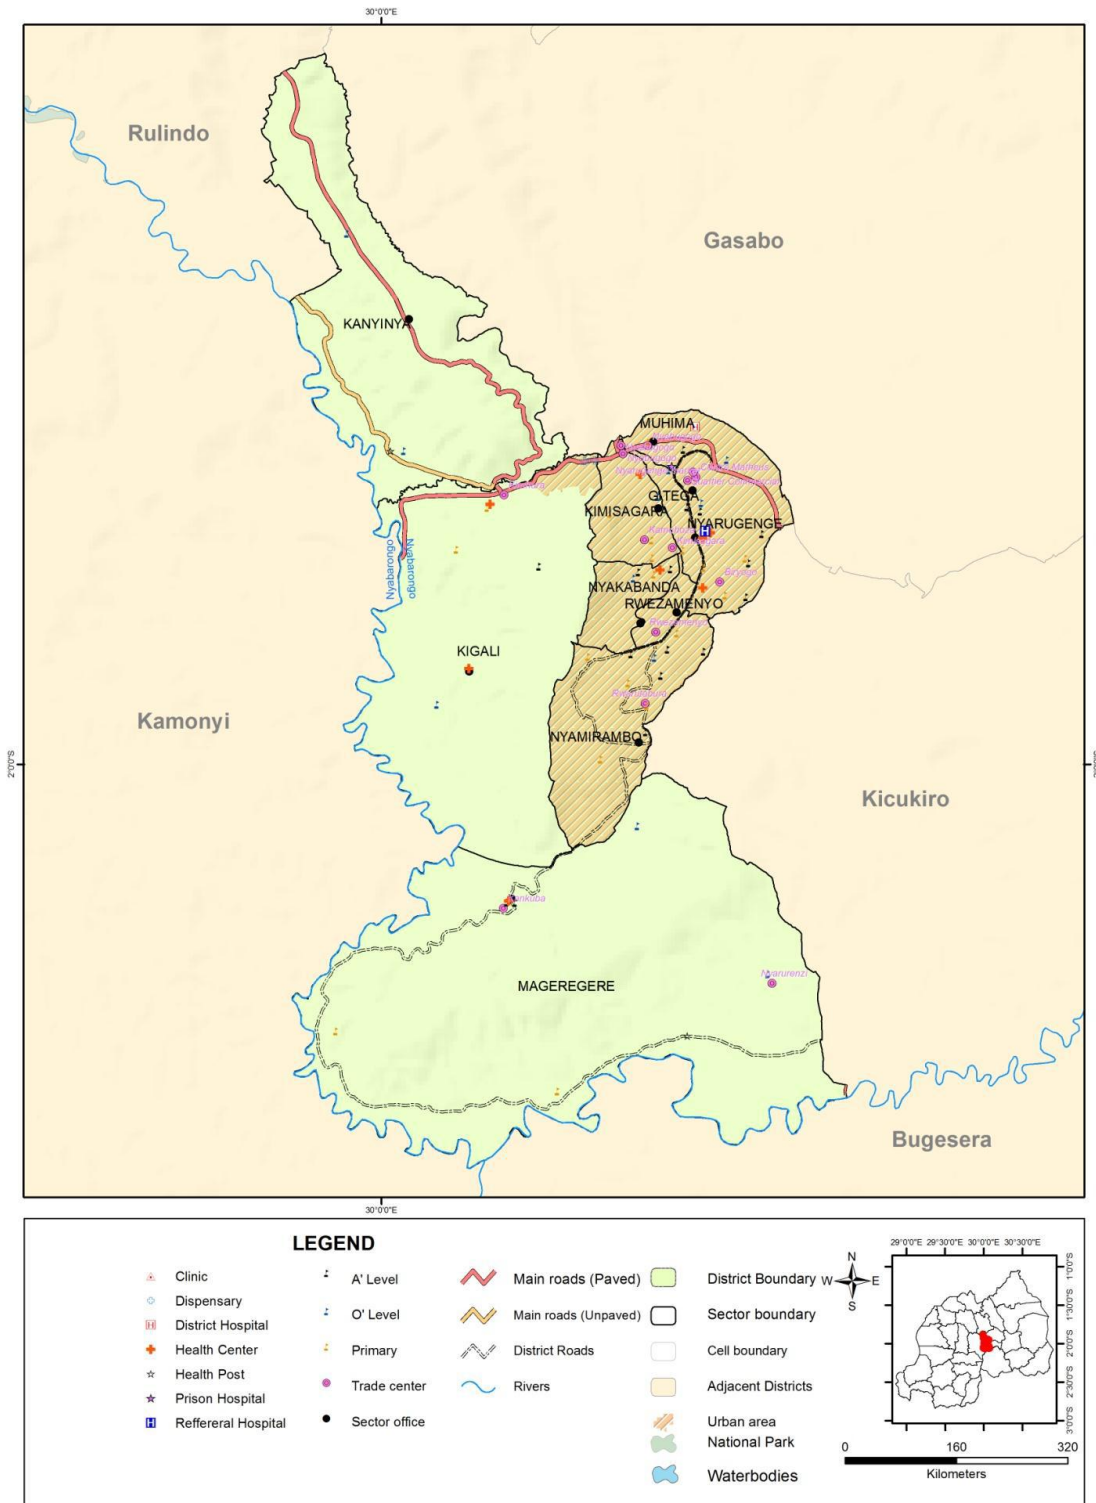 30°0'0"E
Rulindo
Gasabo
KANYINYA
MUHIMA
GITEGA
KIMISAGARA
NYARUGENGE
Nyabarongo
Nyabarongo
Biryogo
NYAKABANDA
RWEZAMENYO
Rwezamenyo
KIGALI
Kamonyi
NYAMIRAMBO
2°0'0"S
Kicukiro
Nyarurenzi
MAGEREGERE
Bugesera
30°0'0"E
LEGEND
Clinic
Dispensary
District Hospital
Health Center
Health Post
Prison Hospital
Reffereral Hospital
A' Level
O' Level
Primary
Trade center
Sector office
Main roads (Paved)
Main roads (Unpaved)
District Roads
Rivers
District Boundary
Sector boundary
Cell boundary
Adjacent Districts
Urban area
National Park
Waterbodies
N
W E
S
29°0'0"E 29°30'0"E 30°0'0"E 30°30'0"E
1°0'0"S
1°30'0"S
2°0'0"S
2°30'0"S
3°0'0"S
0 160 320
Kilometers